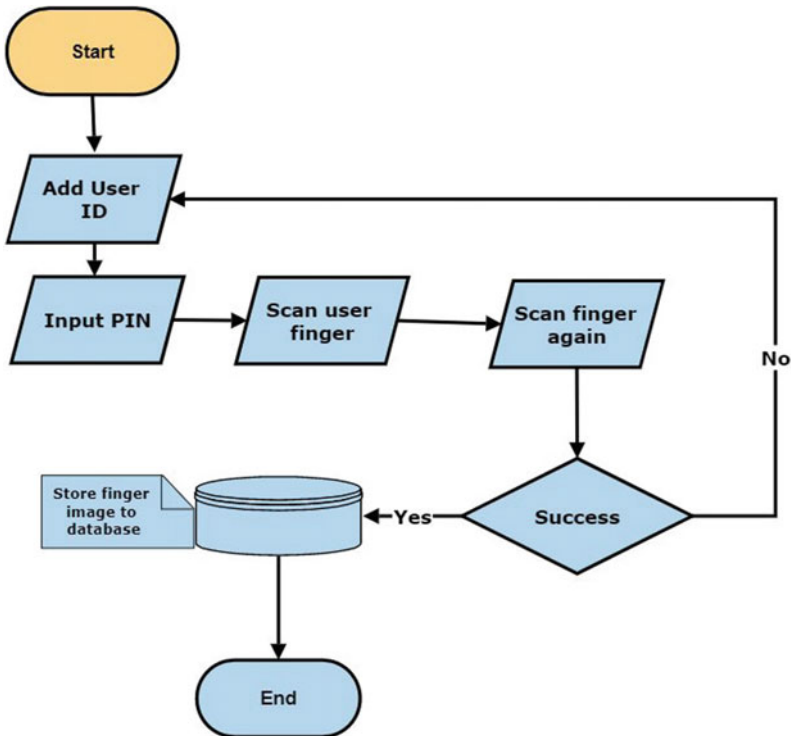 Start
Add User
ID
Input PIN
Scan user
finger
Scan finger
again
No
Success
Yes
Store finger
image to
database
End